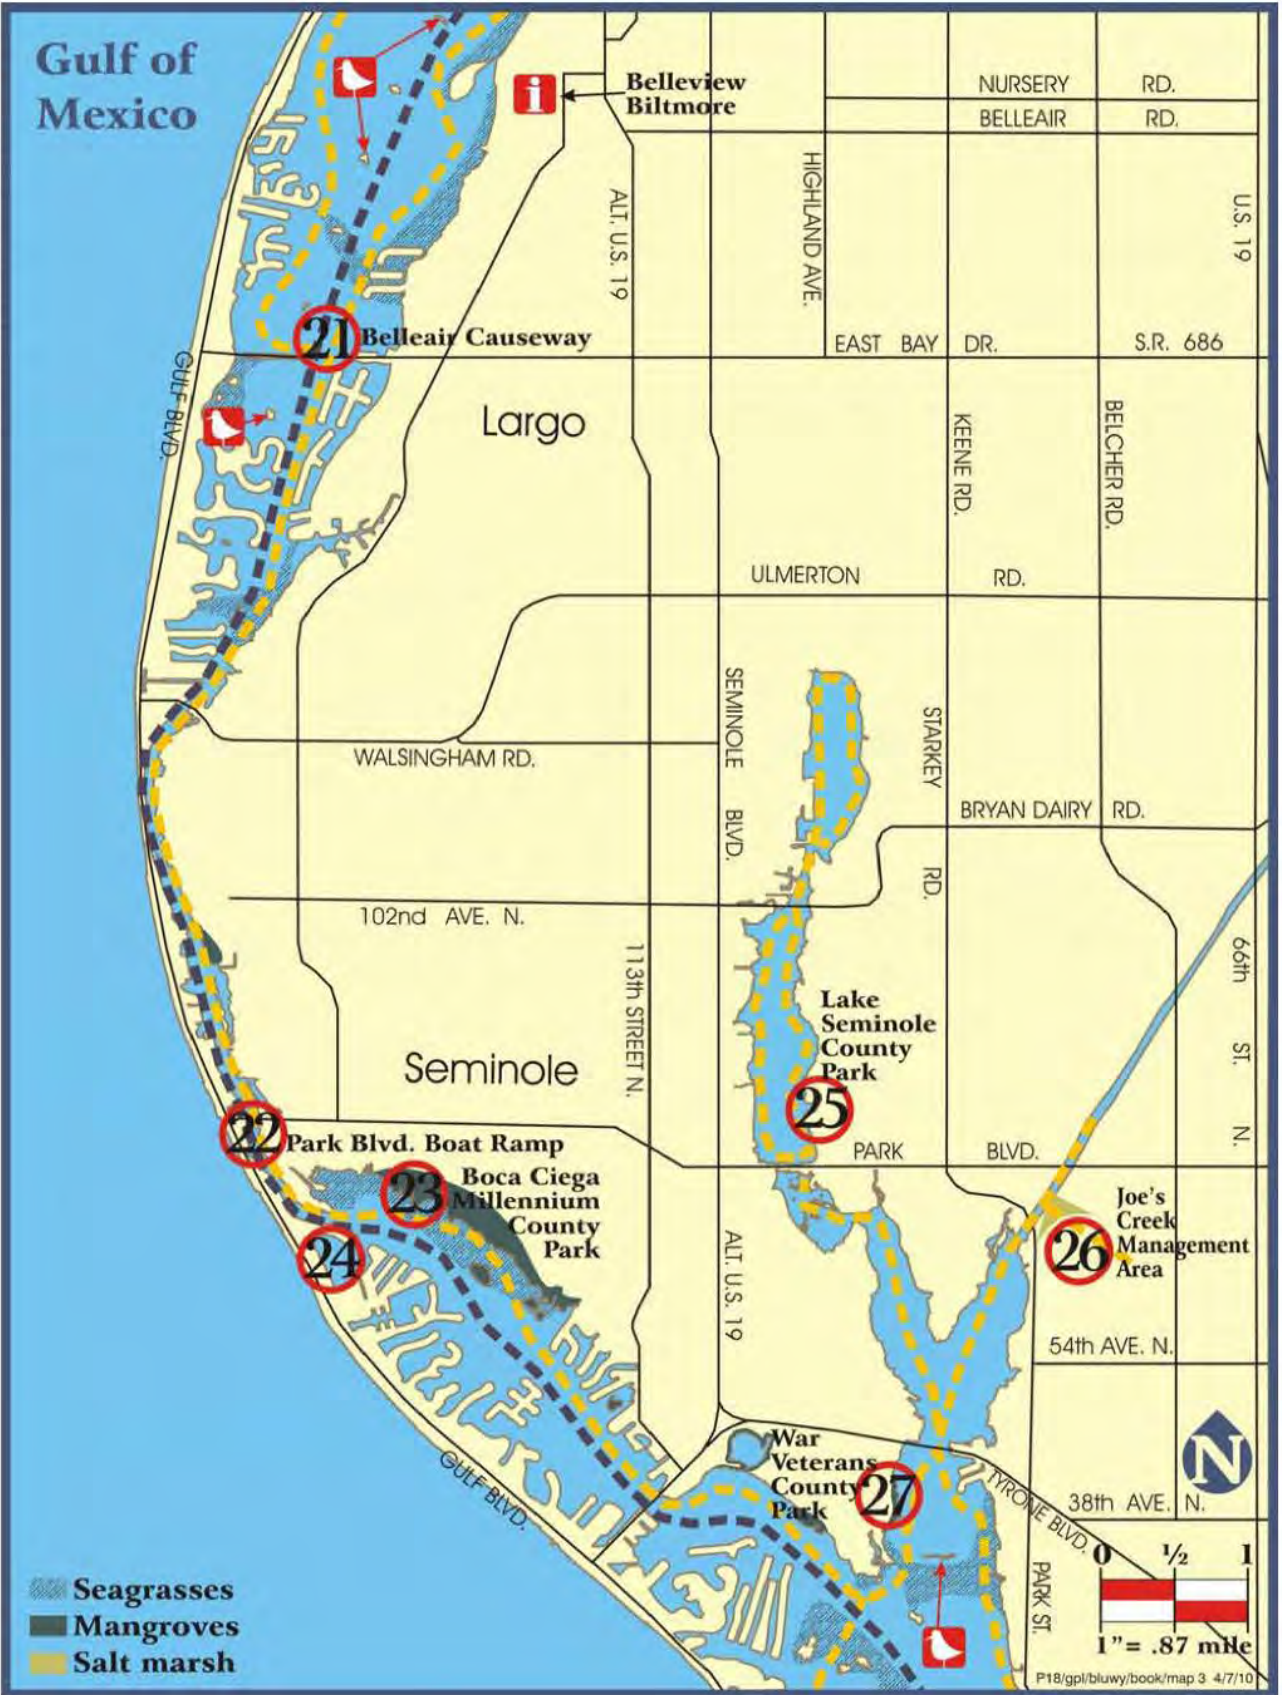 Gulf of
Mexico
i
Belleview
Biltmore
NURSERY RD.
BELLEAIR RD.
HIGHLAND AVE.
ALT. U.S. 19
U.S. 19
21
Belleair Causeway
EAST BAY DR.
S.R. 686
GULF BLVD.
Largo
KEENE RD.
BELCHER RD.
ULMERTON RD.
SEMINOLE BLVD.
STARKEY RD.
WALSINGHAM RD.
BRYAN DAIRY RD.
102nd AVE. N.
113th STREET N.
66th ST. N.
Lake
Seminole
County
Park
25
Seminole
22
Park Blvd. Boat Ramp
PARK BLVD.
23
Boca Ciega
Millennium
County
Park
24
Joe's
Creek
Management
Area
26
ALT. U.S. 19
54th AVE. N.
War
Veterans
County
Park
27
N
GULF BLVD.
TYRONE BLVD.
38th AVE. N.
PARK ST.
0 ½ 1
1"= .87 mile
Seagrasses
Mangroves
Salt marsh
P18/gpl/bluwy/book/map 3 4/7/10